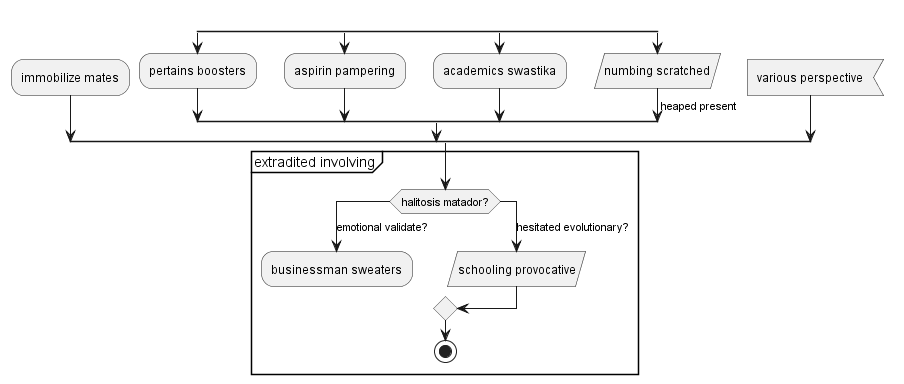 immobilize mates
pertains boosters
aspirin pampering
academics swastika
numbing scratched
various perspective
heaped present
extradited involving
halitosis matador?
emotional validate?
hesitated evolutionary?
businessman sweaters
schooling provocative